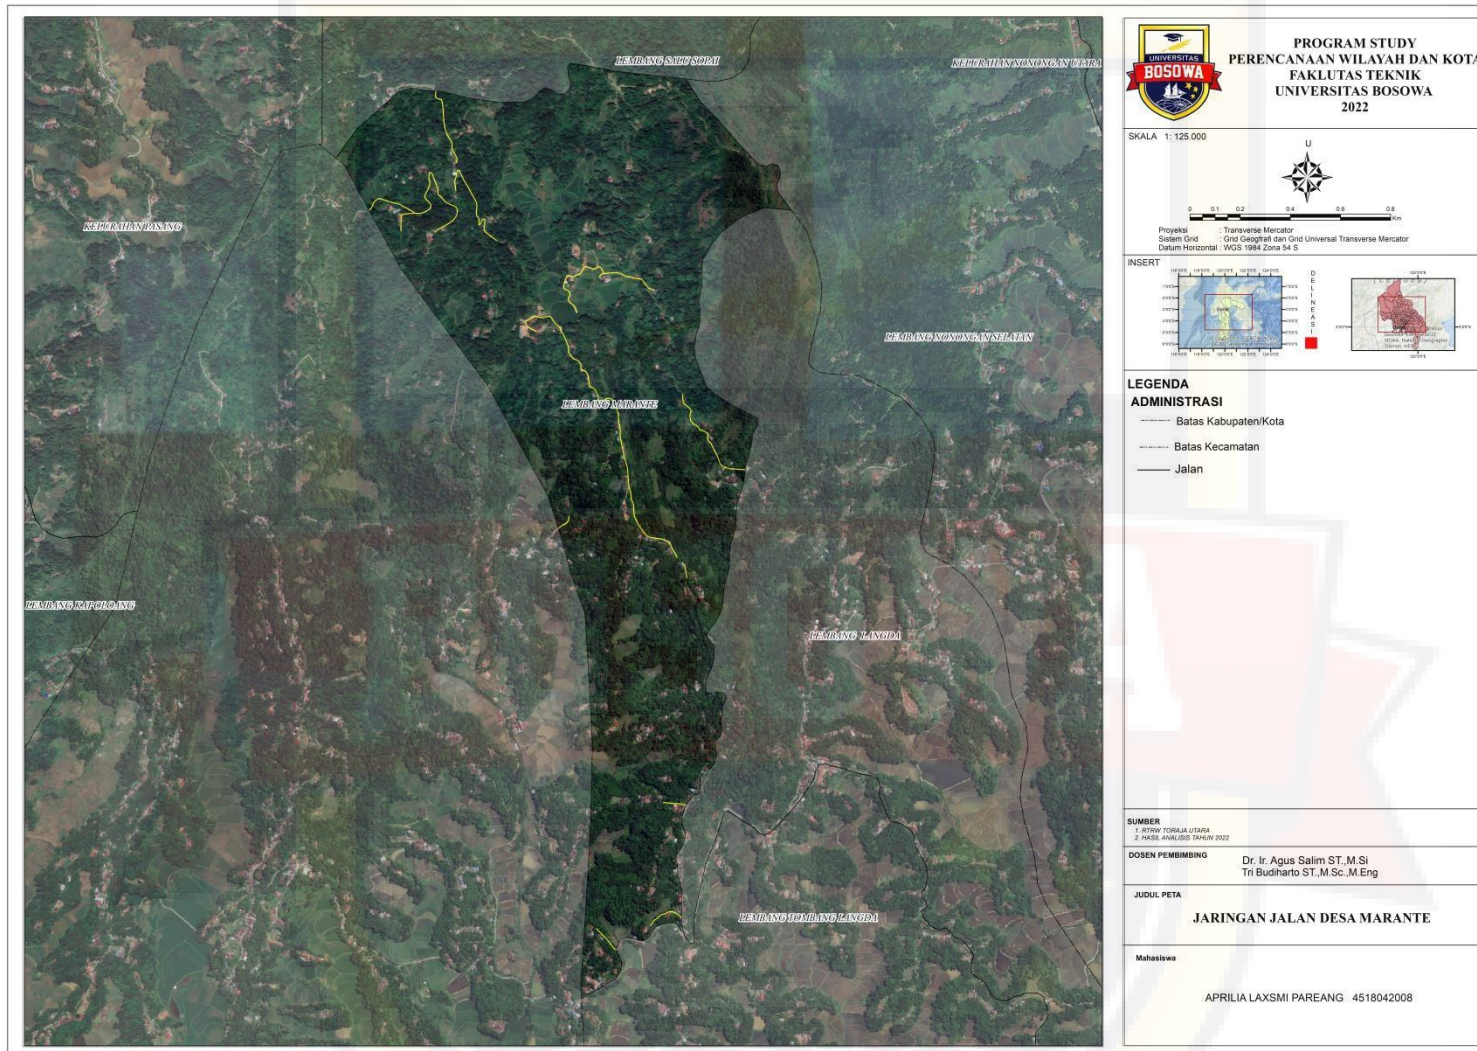 LEMBANG SALU SOPAI
KELURAHAN NONONGAN UTARA
KELURAHAN PASANG
LEMBANG NONONGAN SELATAN
LEMBANG MARANTE
LEMBANG LANGDA
LEMBANG TOMBANG LANGDA
UNIVERSITAS
BOSOWA
PROGRAM STUDY
PERENCANAAN WILAYAH DAN KOTA
FAKLUTAS TEKNIK
UNIVERSITAS BOSOWA
2022
SKALA 1: 125.000
U
0 0.1 0.2 0.4 0.6 0.8
Km
Proyeksi : Transverse Mercator
Sistem Grid : Grid Geogfrafi dan Grid Universal Transverse Mercator
Datum Horizontal : WGS 1984 Zona 54 S
INSERT
DELINEASI
LEGENDA
ADMINISTRASI
Batas Kabupaten/Kota
Batas Kecamatan
Jalan
SUMBER
1. RTRW TORAJA UTARA
2. HASIL ANALISIS TAHUN 2022
DOSEN PEMBIMBING
Dr. Ir. Agus Salim ST.,M.Si
Tri Budiharto ST.,M.Sc.,M.Eng
JUDUL PETA
JARINGAN JALAN DESA MARANTE
Mahasiswa
APRILIA LAXSMI PAREANG 4518042008